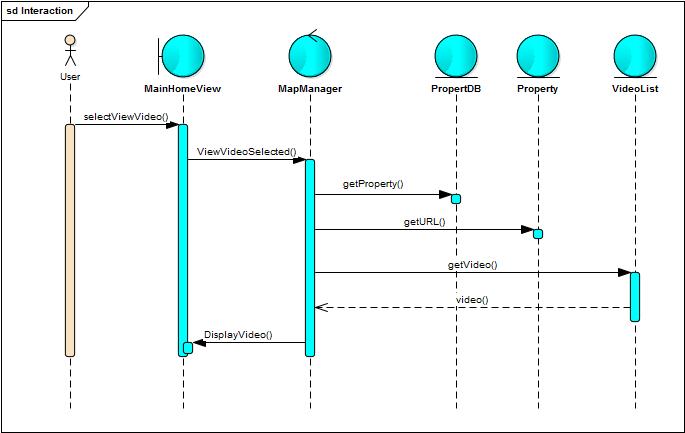 sd Interaction
User
MainHomeView
MapManager
PropertDB
Property
VideoList
selectViewVideo()
ViewVideoSelected()
getProperty()
getURL()
getVideo()
video()
DisplayVideo()